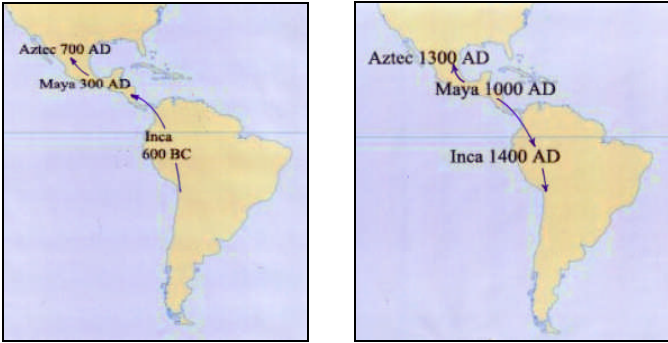 Aztec 700 AD
Maya 300 AD
Inca
600 BC
Aztec 1300 AD
Maya 1000 AD
Inca 1400 AD